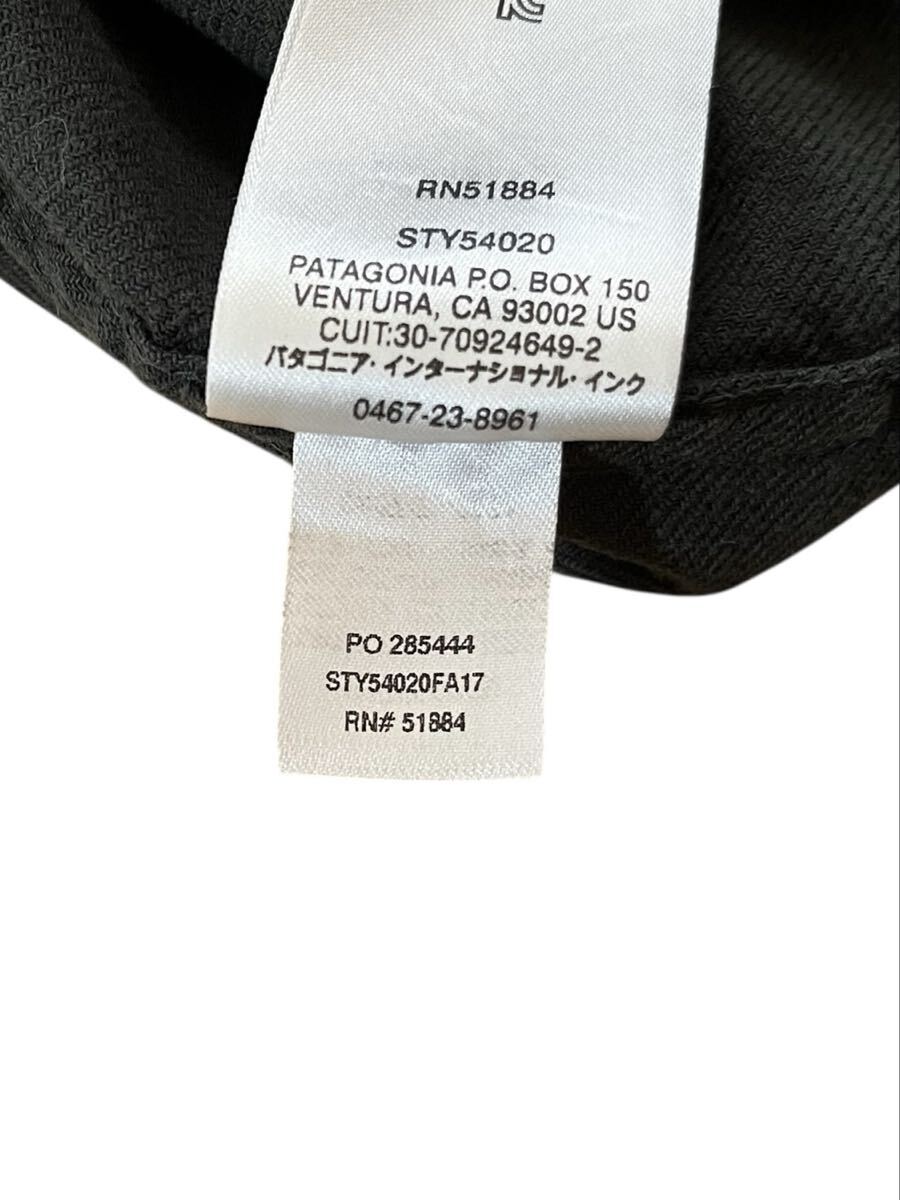 RN51884
STY54020
PATAGONIA P.O. BOX 150
VENTURA, CA 93002 US
CUIT:30-70924649-2
パタゴニア・インターナショナル・インク
0467-23-8961
PO 285444
STY54020FA17
RN# 51884